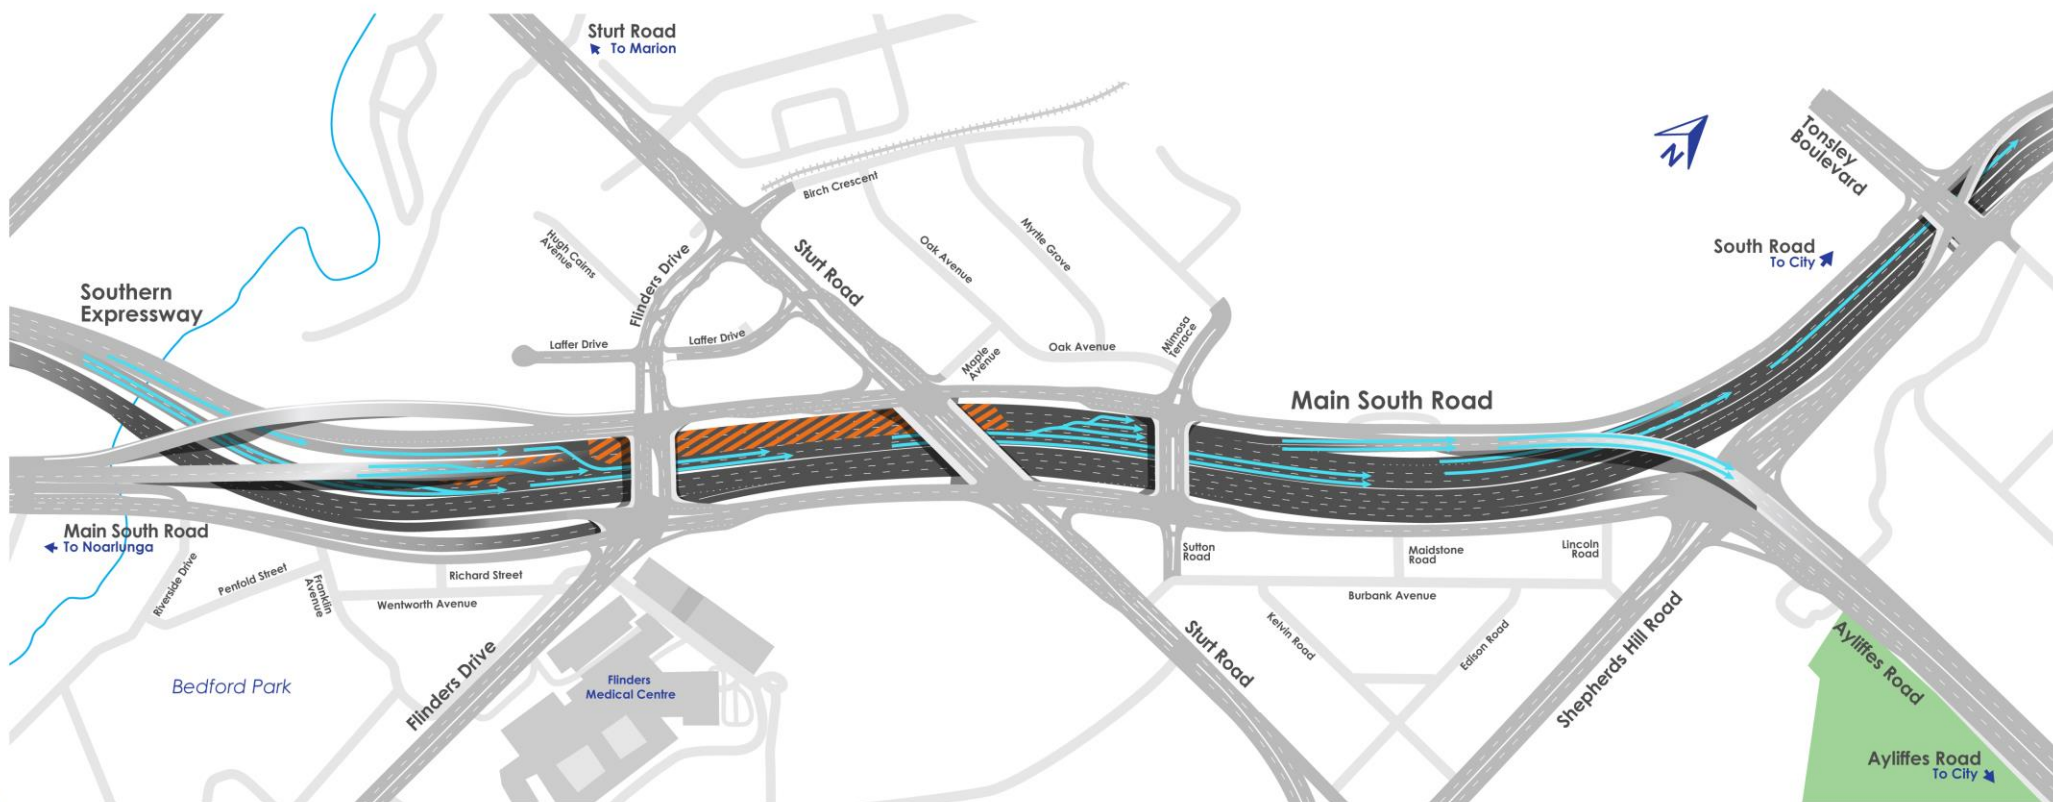 Sturt Road
To Marion
Tonsley
Boulevard
N
Birch Crescent
Hugh Cairns
Avenue
Flinders Drive
Sturt Road
Oak Avenue
Myrtle Grove
South Road
To City
Southern
Expressway
Laffer Drive
Laffer Drive
Maple
Avenue
Oak Avenue
Mimosa
Terrace
Main South Road
Main South Road
To Noarlunga
Riverside Drive
Penfold Street
Franklin
Avenue
Richard Street
Wentworth Avenue
Sutton
Road
Maidstone
Road
Lincoln
Road
Burbank Avenue
Kelvin Road
Edison Road
Bedford Park
Flinders Drive
Flinders
Medical Centre
Sturt Road
Shepherds Hill Road
Ayliffes Road
Ayliffes Road
To City